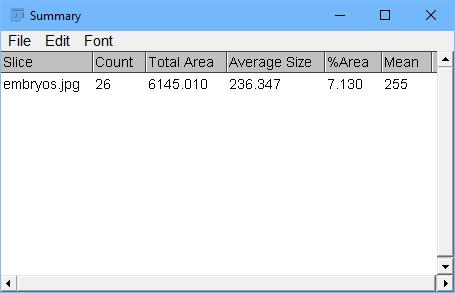 Summary
File Edit Font
Slice Count Total Area Average Size %Area Mean
embryos.jpg 26 6145.010 236.347 7.130 255